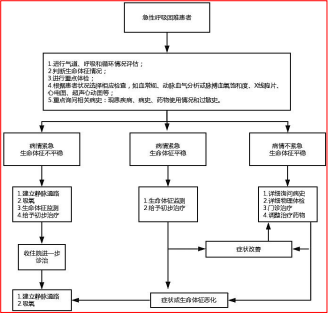 急性呼吸困难患者
1.进行气道、呼吸和循环情况评估；
2.判断生命体征情况；
3.进行重点体检；
4.根据患者状况选择相应检查，如血常规、动脉血气分析或脉搏血氧饱和度、X线胸片、
心电图、超声心动图等；
5.重点询问相关病史：现患疾病、病史、药物使用情况和过敏史。
病情紧急
生命体征不平稳
病情紧急
生命体征平稳
病情不紧急
生命体征平稳
1.建立静脉通路
2.吸氧
3.生命体征监测
4.给予初步治疗
1.生命体征监测
2.给予初步治疗
1.详细询问病史
2.详细物理体检
3.门诊治疗
4.调整治疗药物
收住院进一步
诊治
症状改善
1.建立静脉通路
2.吸氧
症状或生命体征恶化